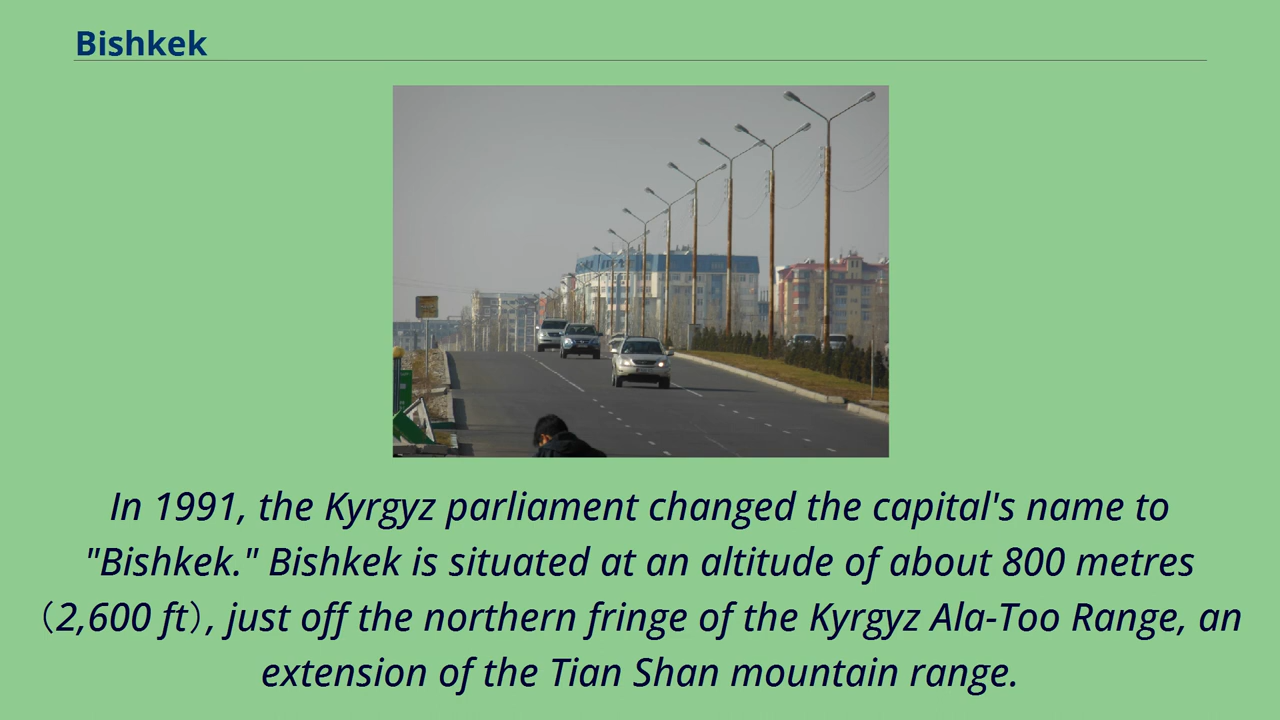 Bishkek
In 1991, the Kyrgyz parliament changed the capital's name to
"Bishkek." Bishkek is situated at an altitude of about 800 metres
（2,600 ft）, just off the northern fringe of the Kyrgyz Ala-Too Range, an
extension of the Tian Shan mountain range.